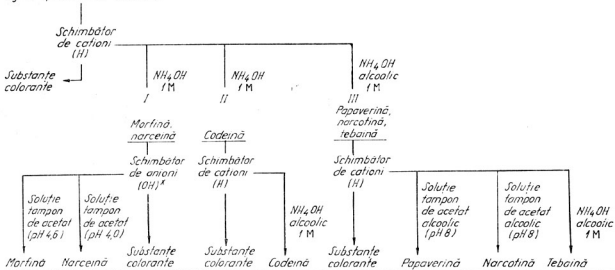 Schimbător
de cationi
(H)
Substanțe
colorante
NH4OH
1 M
I
NH4OH
1 M
II
NH4OH
alcoolic
1 M
III
Morfină,
narceină
Codeină
Papaverină,
narcotină,
tebaină
Schimbător
de anioni
(OH)x
Schimbător
de cationi
(H)
Schimbător
de cationi
(H)
Soluție
tampon
de acetat
(pH 4,6)
Soluție
tampon
de acetat
(pH 4,0)
NH4OH
alcoolic
1 M
Soluție
tampon
de acetat
alcoolic
(pH 8)
Soluție
tampon
de acetat
alcoolic
(pH 8)
NH4OH
alcoolic
1 M
Morfină
Narceină
Substanțe
colorante
Substanțe
colorante
Codeină
Substanțe
colorante
Papaverină
Narcotină
Tebaină